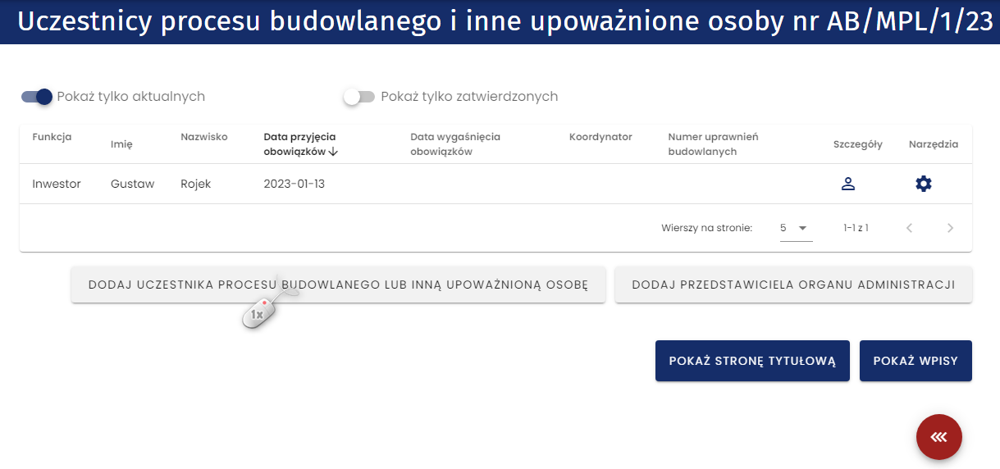 Uczestnicy procesu budowlanego i inne upoważnione osoby nr AB/MPL/1/23
Pokaż tylko aktualnych Pokaż tylko zatwierdzonych
Funkcja Imię Nazwisko Data przyjęcia obowiązków Data wygaśnięcia obowiązków Koordynator Numer uprawnień budowlanych Szczegóły Narzędzia
Inwestor Gustaw Rojek 2023-01-13
Wierszy na stronie: 5 1-1 z 1
DODAJ UCZESTNIKA PROCESU BUDOWLANEGO LUB INNĄ UPOWAŻNIONĄ OSOBĘ DODAJ PRZEDSTAWICIELA ORGANU ADMINISTRACJI
1x
POKAŻ STRONĘ TYTUŁOWĄ POKAŻ WPISY